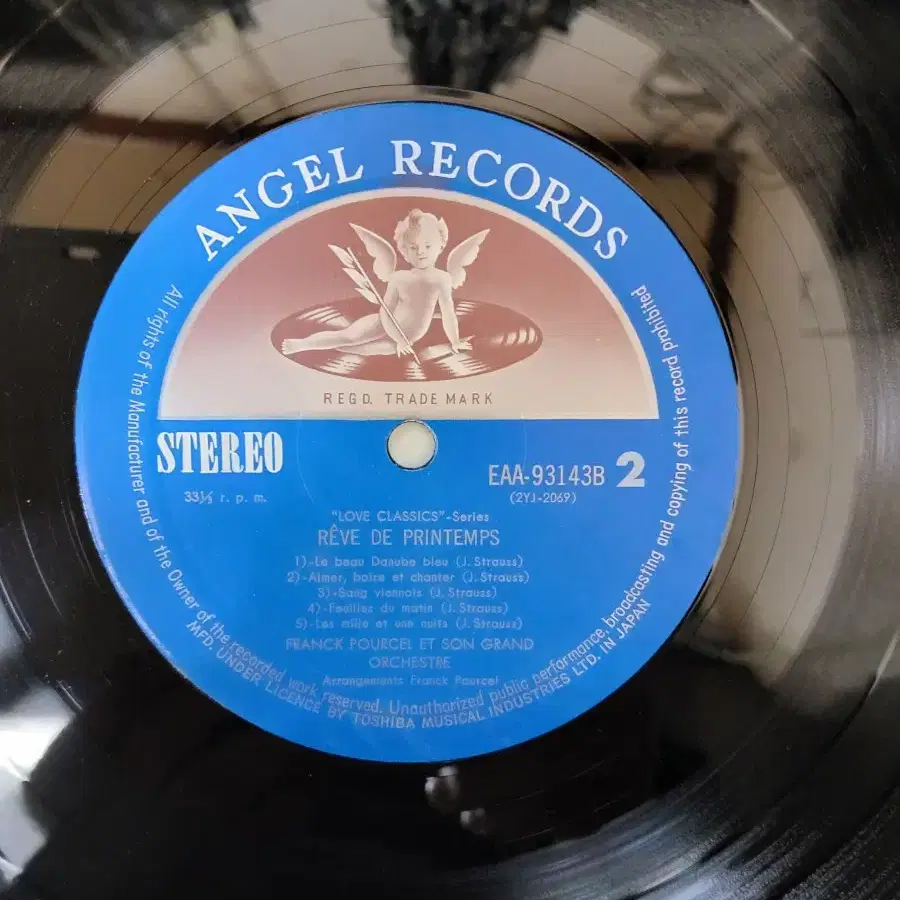 ANGEL RECORDS
REGD. TRADE MARK
STEREO
33⅓ r. p. m.
EAA-93143B 2
(2YJ-2069)
"LOVE CLASSICS"-Series
RÊVE DE PRINTEMPS
1)-Le beau Danube bleu (J. Strauss)
2)-Aimer, boire et chanter (J. Strauss)
3)-Sang viennois (J. Strauss)
4)-Feuilles du matin (J. Strauss)
5)-Les mille et une nuits (J. Strauss)
FRANCK POURCEL ET SON GRAND
ORCHESTRE
Arrangements Franck Pourcel
All rights of the Manufacturer and of the Owner of the recorded work reserved. Unauthorized public performance, broadcasting and copying of this record prohibited
MFD. UNDER LICENCE BY TOSHIBA MUSICAL INDUSTRIES LTD. IN JAPAN